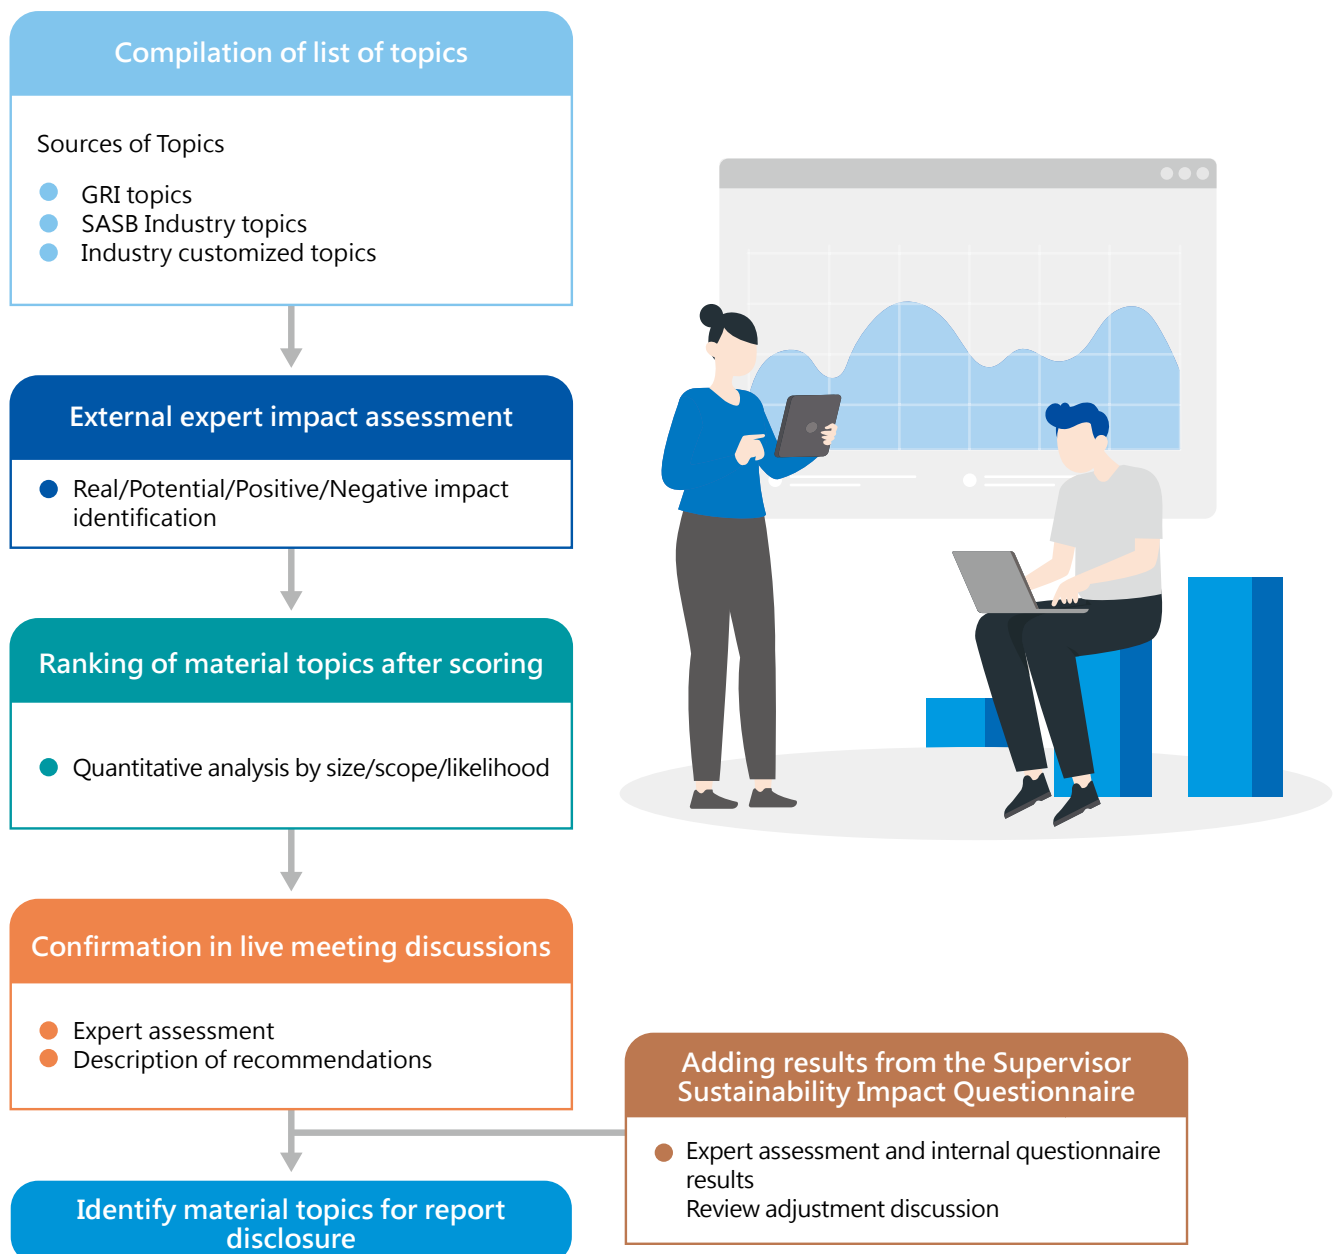 Compilation of list of topics
Sources of Topics
GRI topics
SASB Industry topics
Industry customized topics
External expert impact assessment
Real/Potential/Positive/Negative impact
identification
Ranking of material topics after scoring
Quantitative analysis by size/scope/likelihood
Confirmation in live meeting discussions
Expert assessment
Description of recommendations
Adding results from the Supervisor
Sustainability Impact Questionnaire
Expert assessment and internal questionnaire
results
Review adjustment discussion
Identify material topics for report
disclosure